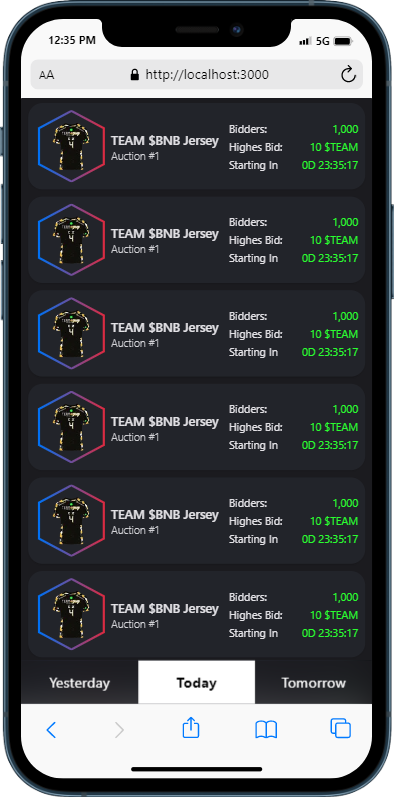 12:35 PM
5G
AA
http://localhost:3000
TEAM $BNB Jersey
Auction #1
Bidders: 1,000
Highes Bid: 10 $TEAM
Starting In 0D 23:35:17
TEAM $BNB Jersey
Auction #1
Bidders: 1,000
Highes Bid: 10 $TEAM
Starting In 0D 23:35:17
TEAM $BNB Jersey
Auction #1
Bidders: 1,000
Highes Bid: 10 $TEAM
Starting In 0D 23:35:17
TEAM $BNB Jersey
Auction #1
Bidders: 1,000
Highes Bid: 10 $TEAM
Starting In 0D 23:35:17
TEAM $BNB Jersey
Auction #1
Bidders: 1,000
Highes Bid: 10 $TEAM
Starting In 0D 23:35:17
TEAM $BNB Jersey
Auction #1
Bidders: 1,000
Highes Bid: 10 $TEAM
Starting In 0D 23:35:17
Yesterday
Today
Tomorrow